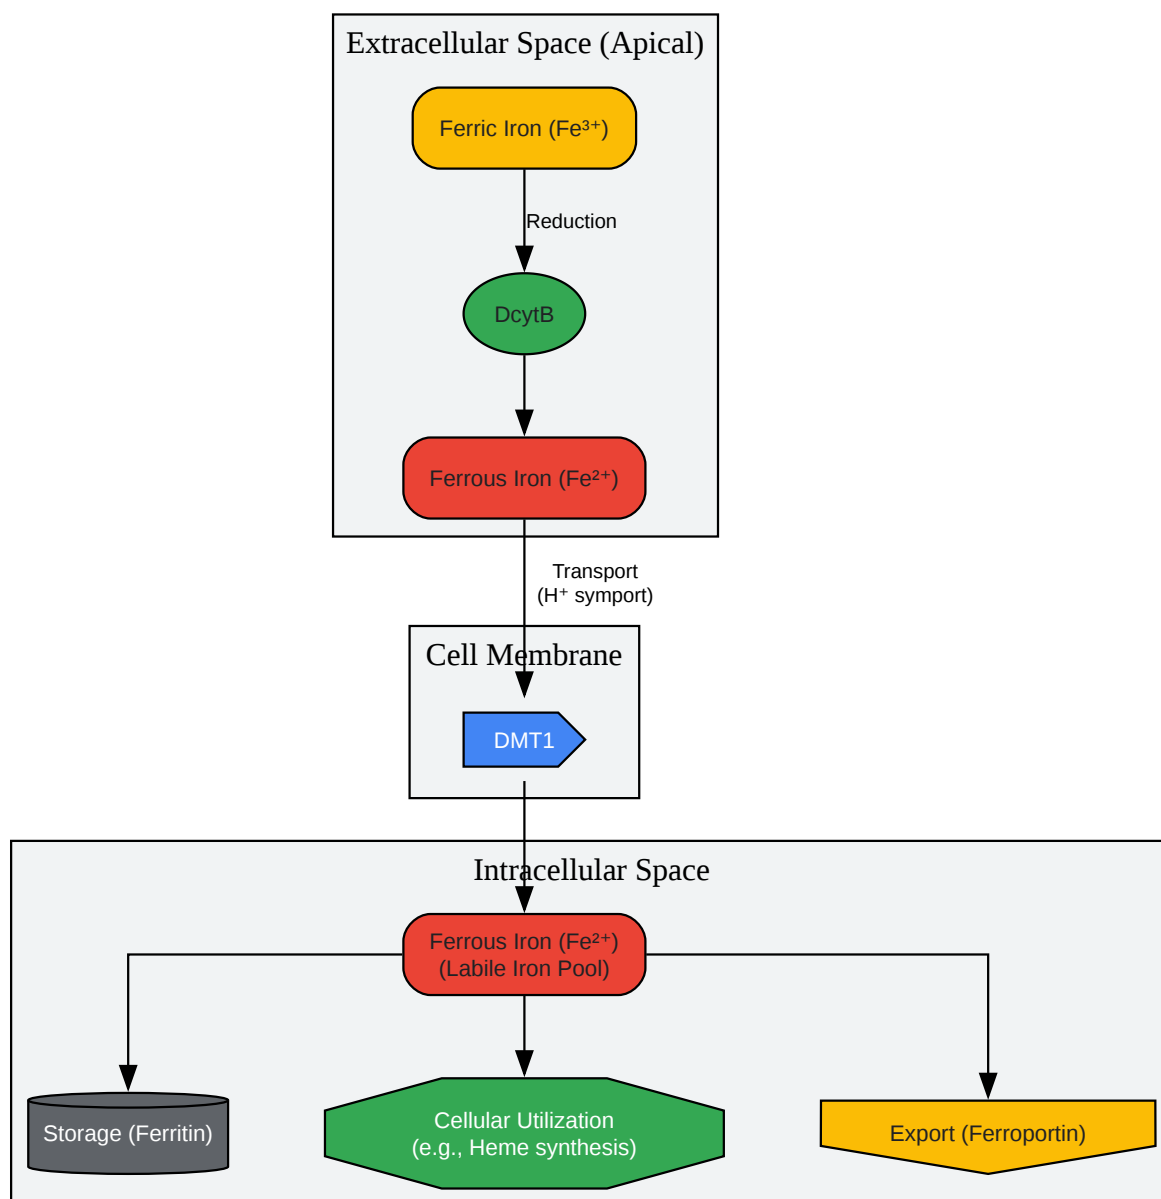 Extracellular Space (Apical)
Ferric Iron (Fe³⁺)
Reduction
DcytB
Ferrous Iron (Fe²⁺)
Transport
(H⁺ symport)
Cell Membrane
DMT1
Intracellular Space
Ferrous Iron (Fe²⁺)
(Labile Iron Pool)
Storage (Ferritin)
Cellular Utilization
(e.g., Heme synthesis)
Export (Ferroportin)